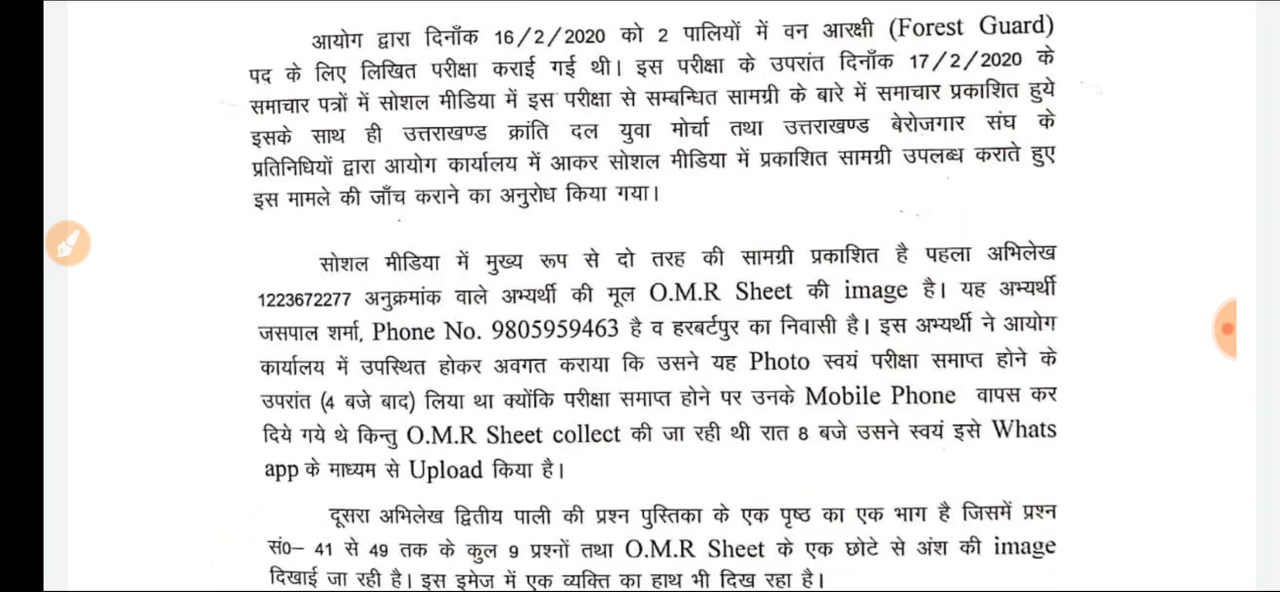 आयोग द्वारा दिनाँक 16/2/2020 को 2 पालियों में वन आरक्षी (Forest Guard)
पद के लिए लिखित परीक्षा कराई गई थी। इस परीक्षा के उपरांत दिनाँक 17/2/2020 के
समाचार पत्रों में सोशल मीडिया में इस परीक्षा से सम्बन्धित सामग्री के बारे में समाचार प्रकाशित हुये
इसके साथ ही उत्तराखण्ड क्रांति दल युवा मोर्चा तथा उत्तराखण्ड बेरोजगार संघ के
प्रतिनिधियों द्वारा आयोग कार्यालय में आकर सोशल मीडिया में प्रकाशित सामग्री उपलब्ध कराते हुए
इस मामले की जाँच कराने का अनुरोध किया गया।
सोशल मीडिया में मुख्य रूप से दो तरह की सामग्री प्रकाशित है पहला अभिलेख
1223672277 अनुक्रमांक वाले अभ्यर्थी की मूल O.M.R Sheet की image है। यह अभ्यर्थी
जसपाल शर्मा, Phone No. 9805959463 है व हरबर्टपुर का निवासी है। इस अभ्यर्थी ने आयोग
कार्यालय में उपस्थित होकर अवगत कराया कि उसने यह Photo स्वयं परीक्षा समाप्त होने के
उपरांत (4 बजे बाद) लिया था क्योंकि परीक्षा समाप्त होने पर उनके Mobile Phone वापस कर
दिये गये थे किन्तु O.M.R Sheet collect की जा रही थी रात 8 बजे उसने स्वयं इसे Whats
app के माध्यम से Upload किया है।
दूसरा अभिलेख द्वितीय पाली की प्रश्न पुस्तिका के एक पृष्ठ का एक भाग है जिसमें प्रश्न
सं0– 41 से 49 तक के कुल 9 प्रश्नों तथा O.M.R Sheet के एक छोटे से अंश की image
दिखाई जा रही है। इस इमेज में एक व्यक्ति का हाथ भी दिख रहा है।